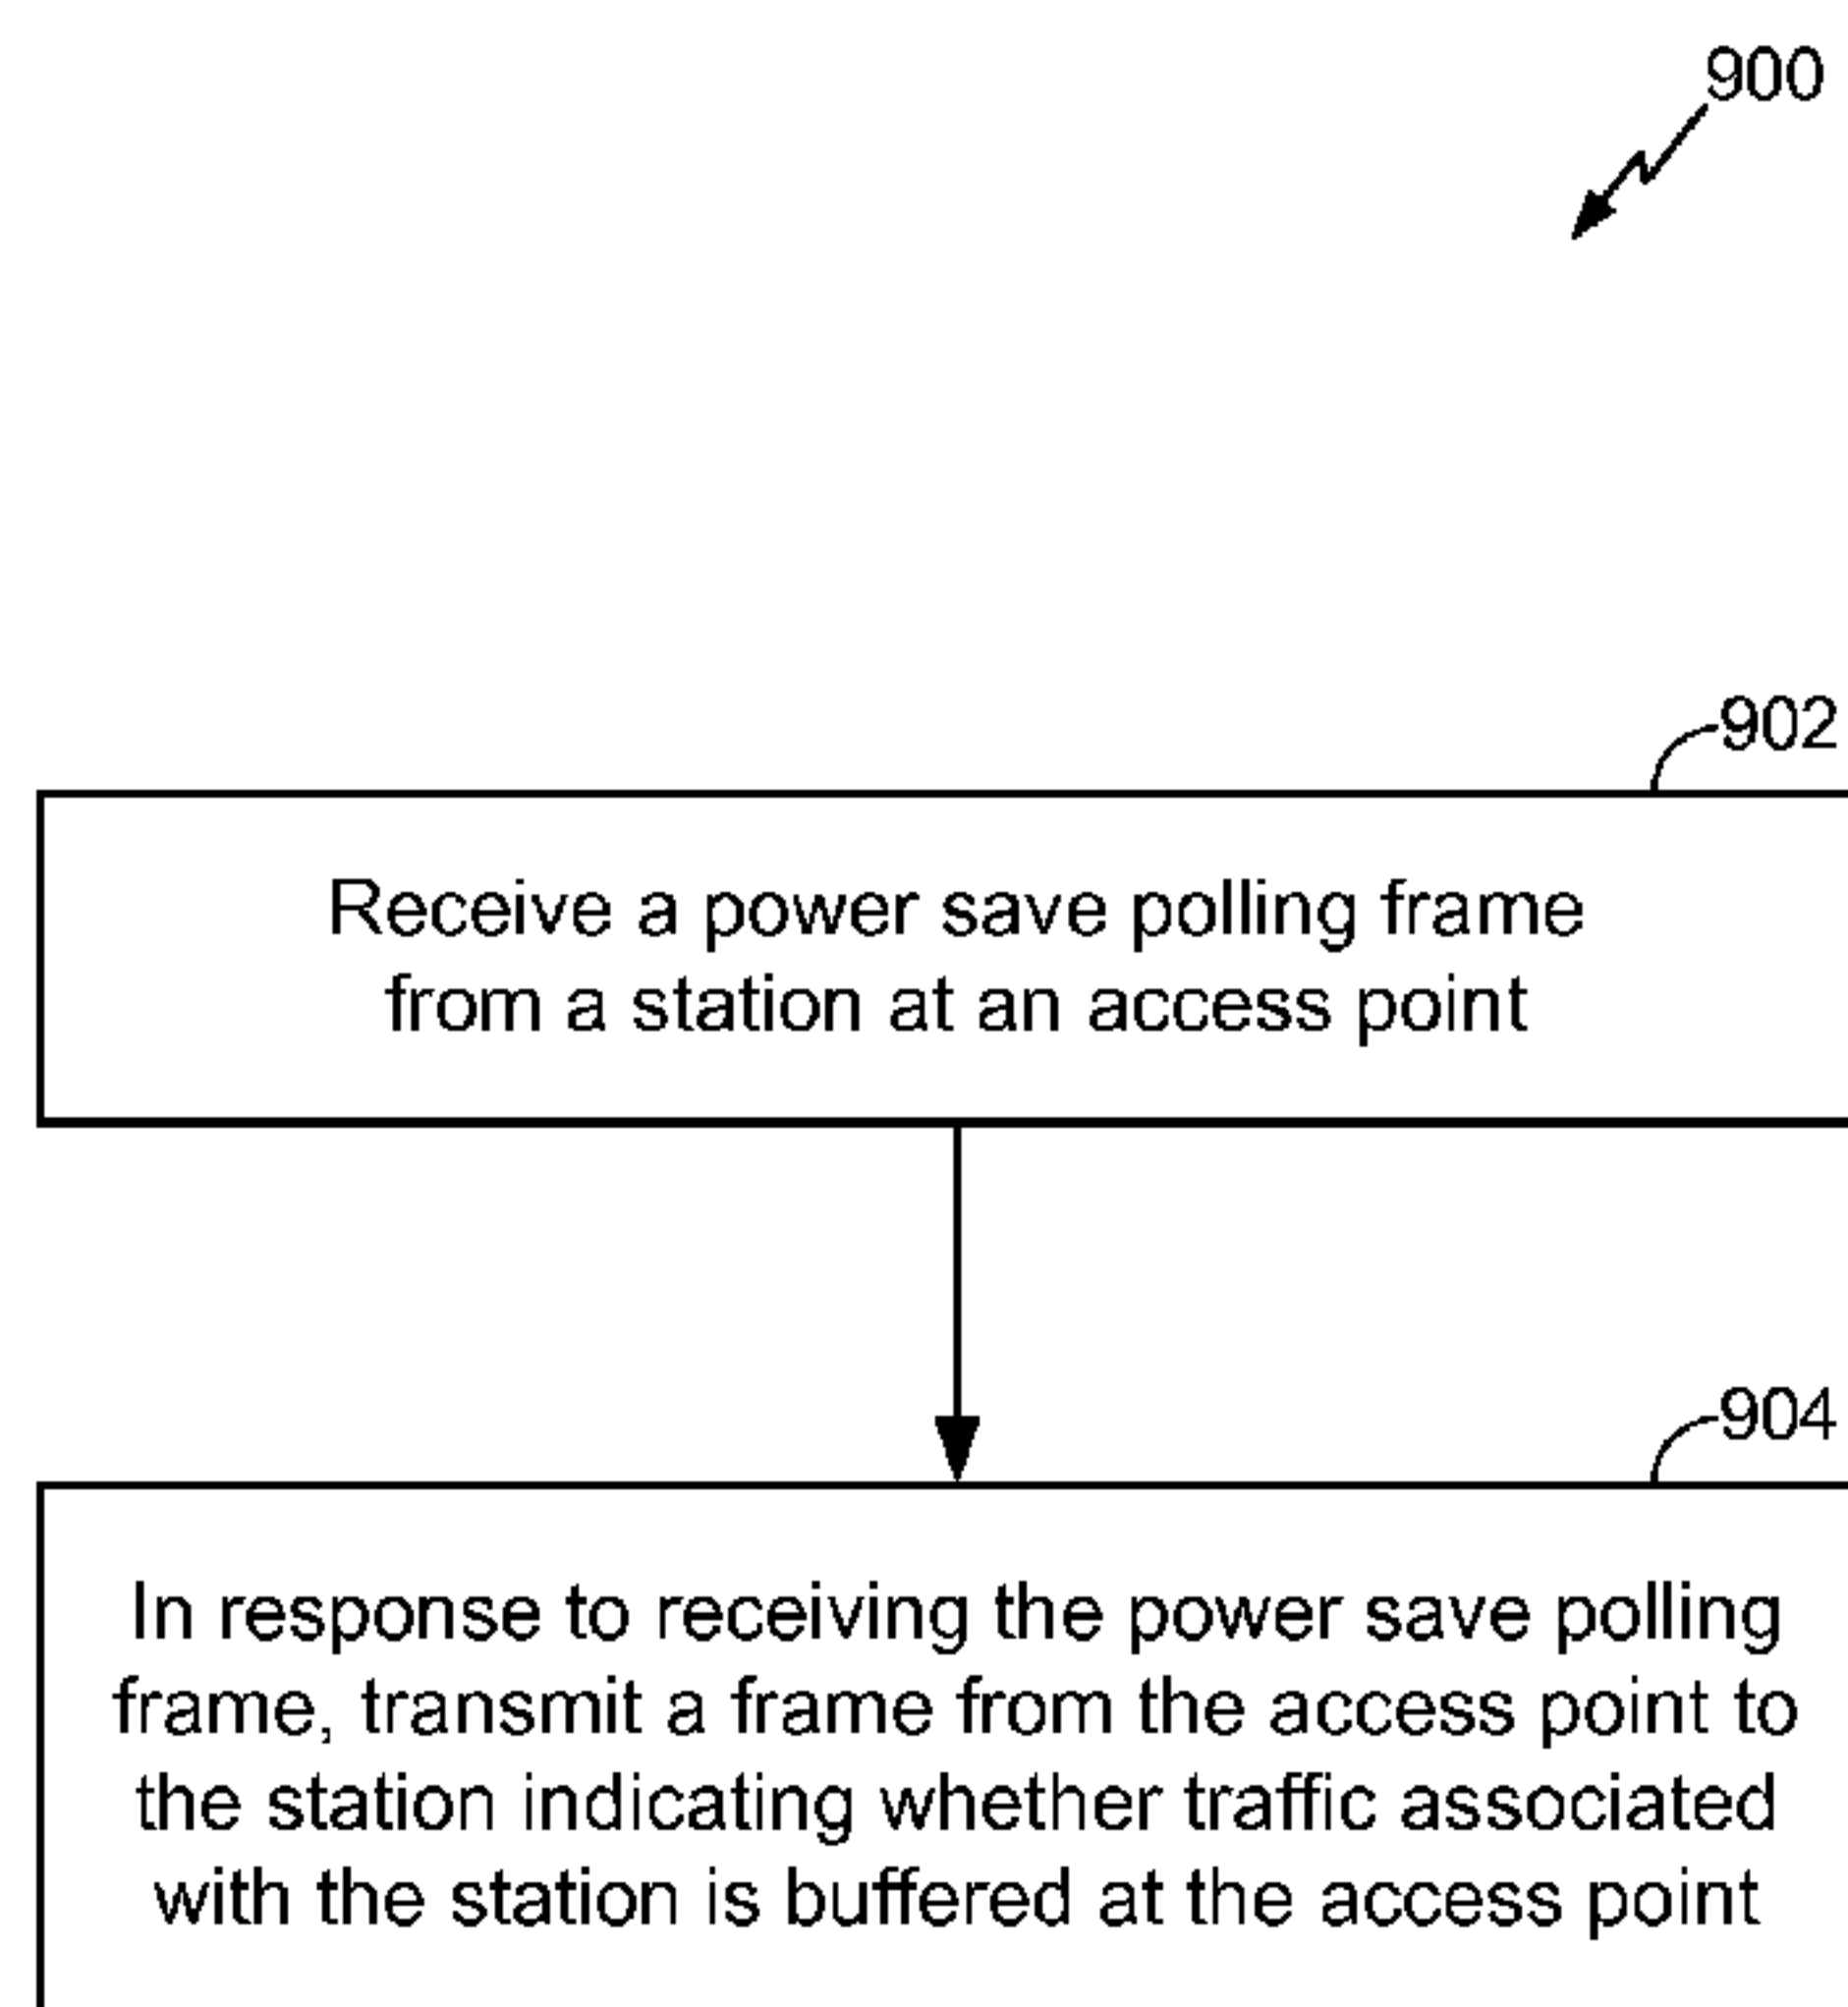 900
902
Receive a power save polling frame
from a station at an access point
904
In response to receiving the power save polling
frame, transmit a frame from the access point to
the station indicating whether traffic associated
with the station is buffered at the access point